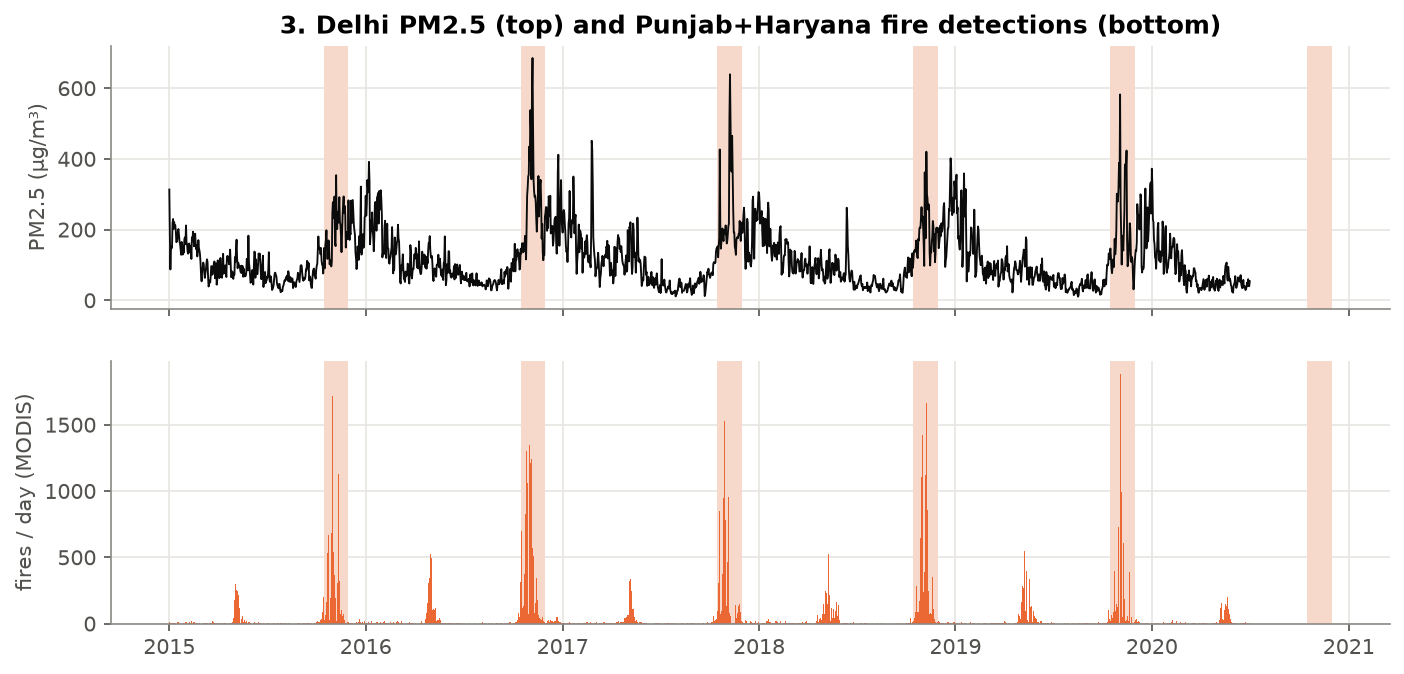 3. Delhi PM2.5 (top) and Punjab+Haryana fire detections (bottom)
PM2.5 (µg/m³)
600
400
200
0
fires / day (MODIS)
1500
1000
500
0
2015 2016 2017 2018 2019 2020 2021